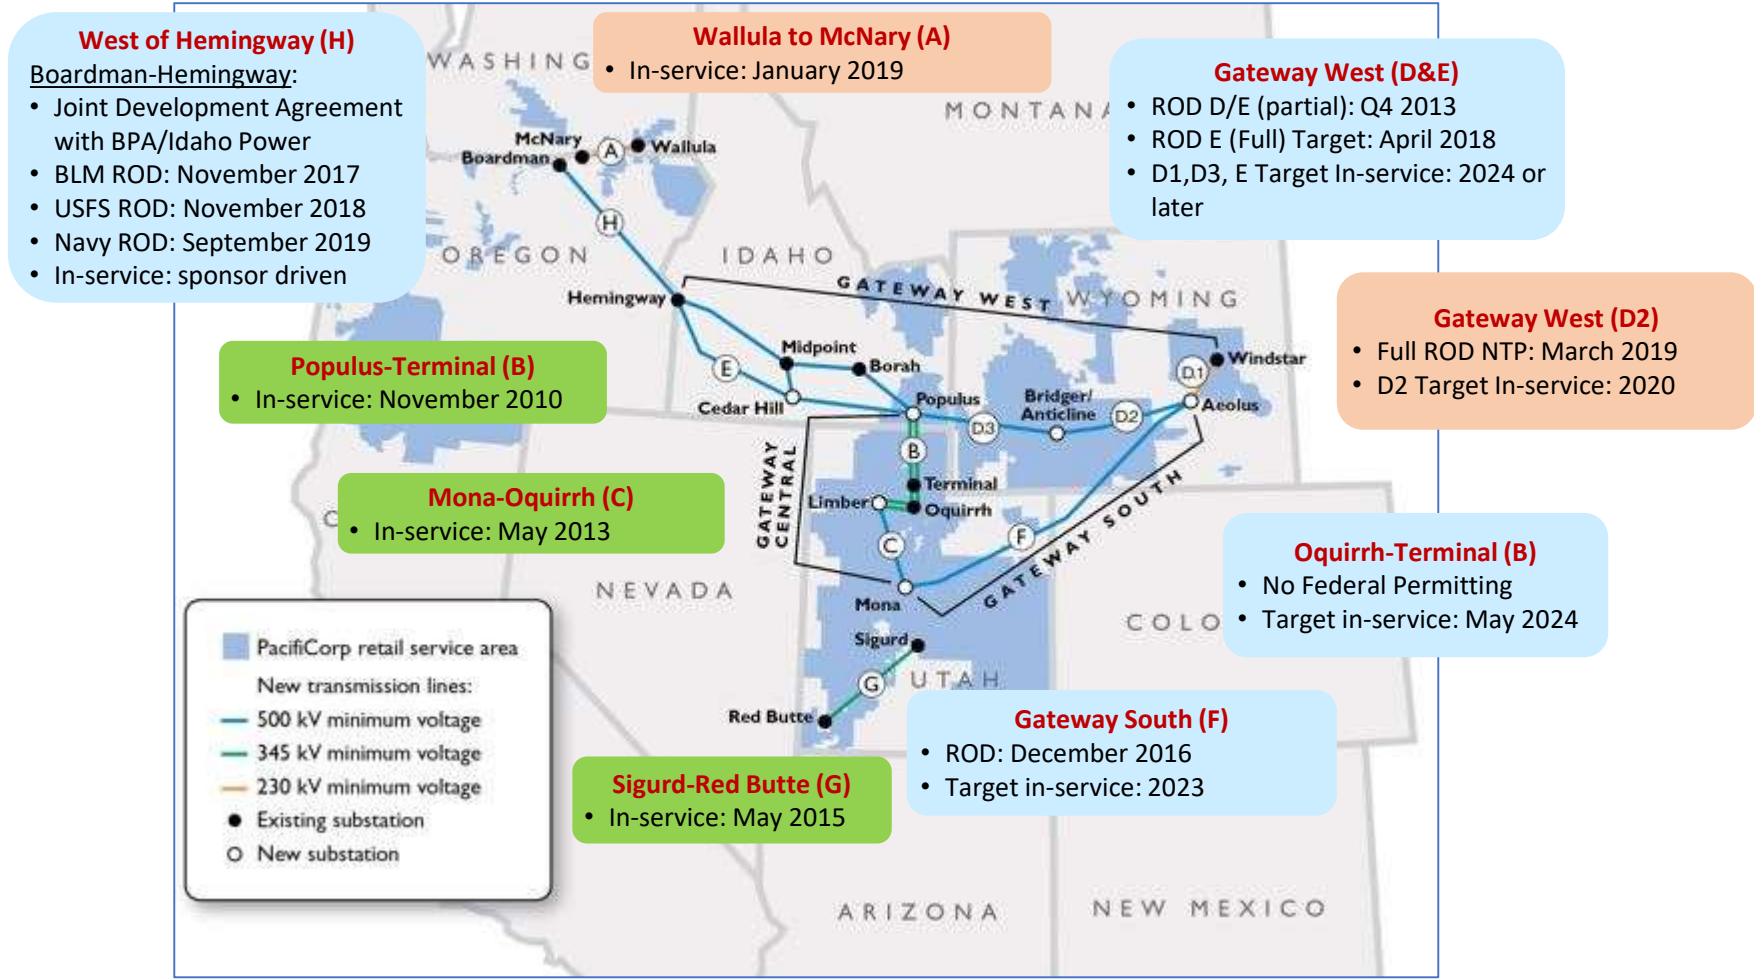 West of Hemingway (H)
Boardman-Hemingway:
• Joint Development Agreement
with BPA/Idaho Power
• BLM ROD: November 2017
• USFS ROD: November 2018
• Navy ROD: September 2019
• In-service: sponsor driven
Wallula to McNary (A)
• In-service: January 2019
Gateway West (D&E)
• ROD D/E (partial): Q4 2013
• ROD E (Full) Target: April 2018
• D1,D3, E Target In-service: 2024 or
later
WASHING
MONTANA
McNary
Boardman
A
Wallula
H
OREGON
IDAHO
GATEWAY WEST
WYOMING
Hemingway
Gateway West (D2)
• Full ROD NTP: March 2019
• D2 Target In-service: 2020
Populus-Terminal (B)
• In-service: November 2010
Midpoint
Borah
E
Cedar Hill
Populus
Bridger/
Anticline
D3
D2
D1
Windstar
Aeolus
GATEWAY
CENTRAL
B
Terminal
Limber
Oquirrh
C
F
GATEWAY SOUTH
Mona
Mona-Oquirrh (C)
• In-service: May 2013
C
NEVADA
COLO
Oquirrh-Terminal (B)
• No Federal Permitting
• Target in-service: May 2024
Sigurd
G
UTAH
Red Butte
PacifiCorp retail service area
New transmission lines:
500 kV minimum voltage
345 kV minimum voltage
230 kV minimum voltage
Existing substation
New substation
Gateway South (F)
• ROD: December 2016
• Target in-service: 2023
Sigurd-Red Butte (G)
• In-service: May 2015
ARIZONA
NEW MEXICO